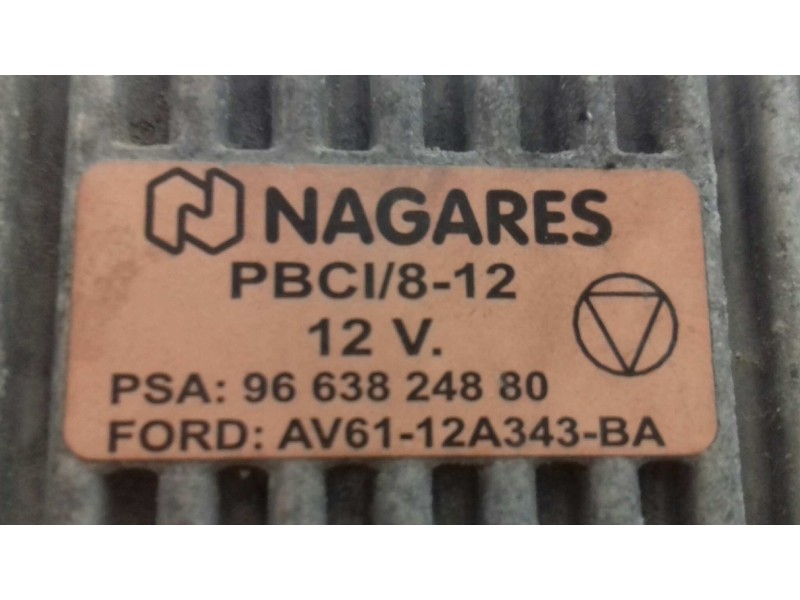 NAGARES
PBCI/8-12
12 V.
PSA: 96 638 248 80
FORD: AV61-12A343-BA